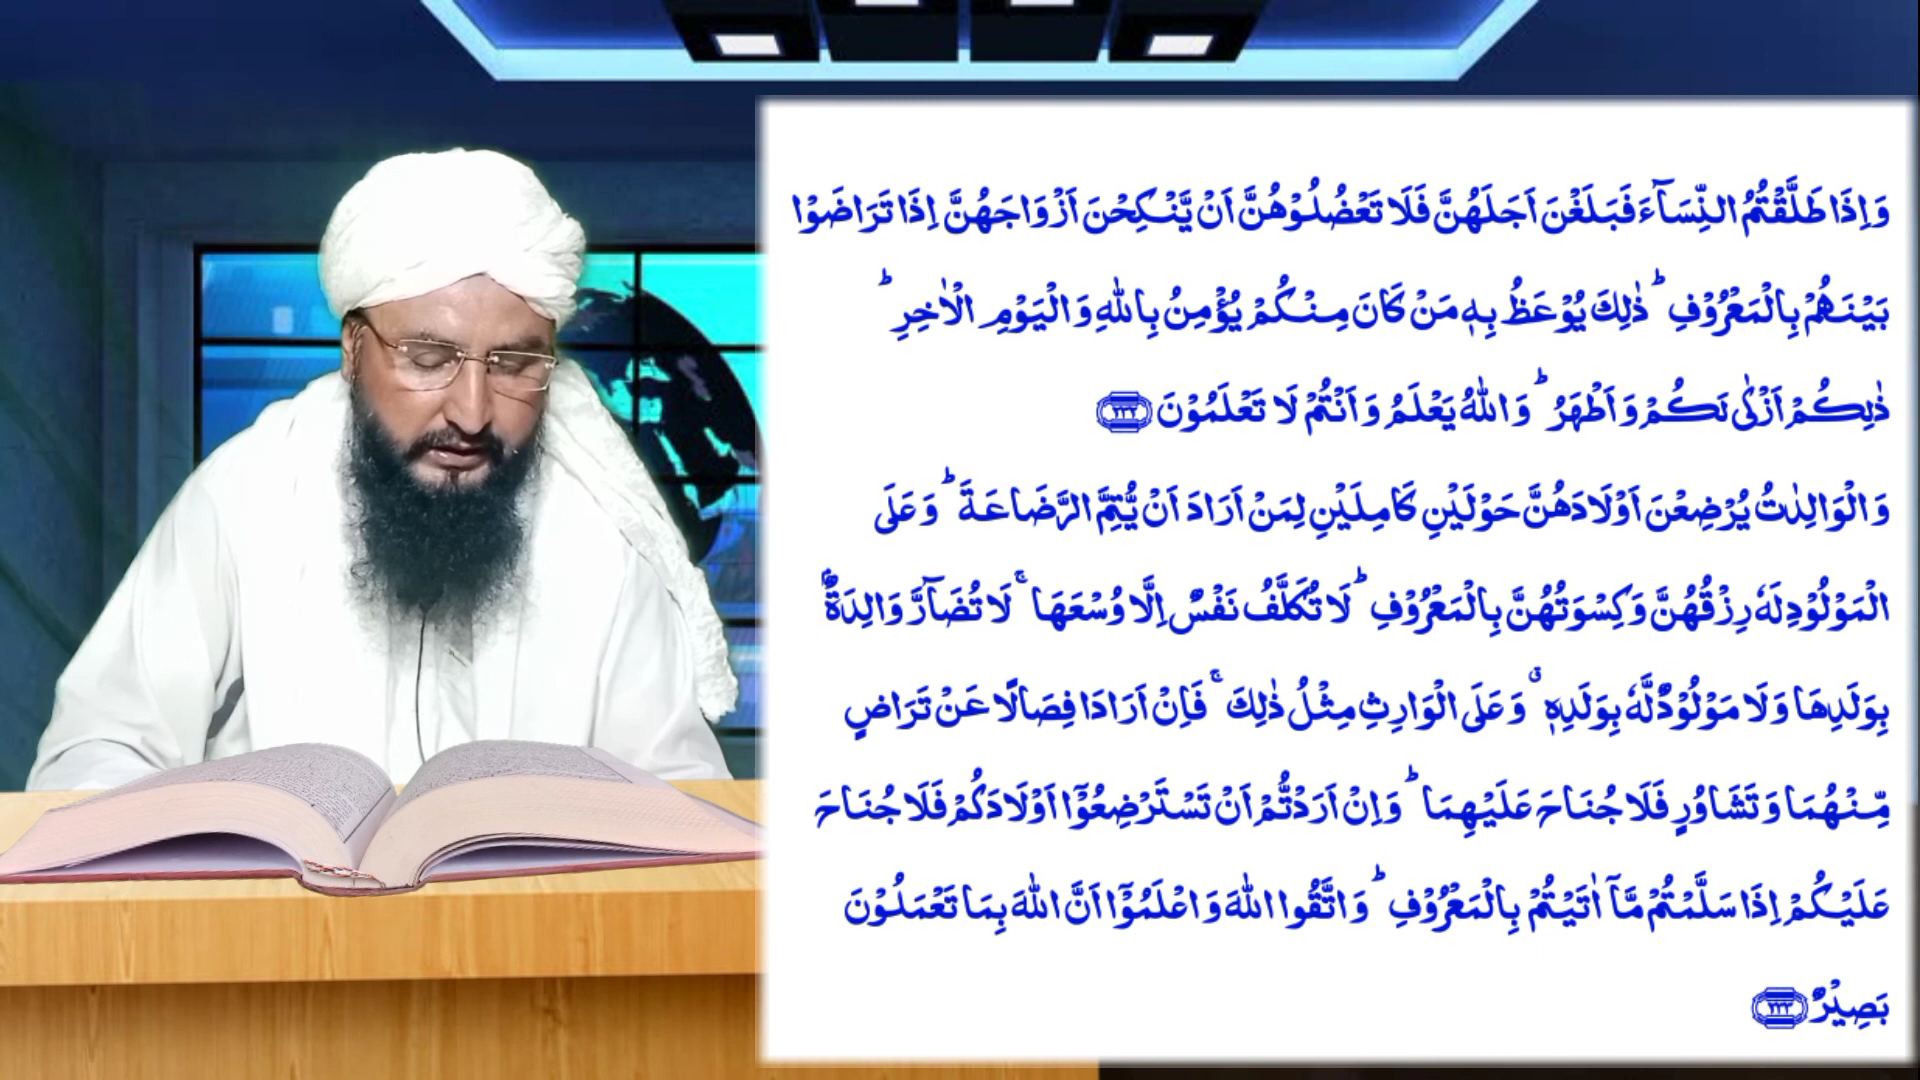 وَاِذَا طَلَّقْتُمُ النِّسَآءَ فَبَلَغْنَ اَجَلَهُنَّ فَلَا تَعْضُلُوْهُنَّ اَنْ يَّنْكِحْنَ اَزْوَاجَهُنَّ اِذَا تَرَاضَوْا
بَيْنَهُمْ بِالْمَعْرُوْفِ ؕ ذٰلِكَ يُوْعَظُ بِهٖ مَنْ كَانَ مِنْكُمْ يُؤْمِنُ بِاللّٰهِ وَالْيَوْمِ الْاٰخِرِ ؕ
ذٰلِكُمْ اَزْكٰى لَكُمْ وَاَطْهَرُ ؕ وَاللّٰهُ يَعْلَمُ وَاَنْتُمْ لَا تَعْلَمُوْنَ ﴿۲۳۲﴾
وَالْوَالِدٰتُ يُرْضِعْنَ اَوْلَادَهُنَّ حَوْلَيْنِ كَامِلَيْنِ لِمَنْ اَرَادَ اَنْ يُّتِمَّ الرَّضَاعَةَ ؕ وَعَلَى
الْمَوْلُوْدِ لَهٗ رِزْقُهُنَّ وَكِسْوَتُهُنَّ بِالْمَعْرُوْفِ ؕ لَا تُكَلَّفُ نَفْسٌ اِلَّا وُسْعَهَا ۚ لَا تُضَآرَّ وَالِدَةٌۢ
بِوَلَدِهَا وَلَا مَوْلُوْدٌ لَّهٗ بِوَلَدِهٖ ۗ وَعَلَى الْوَارِثِ مِثْلُ ذٰلِكَ ۚ فَاِنْ اَرَادَا فِصَالًا عَنْ تَرَاضٍ
مِّنْهُمَا وَتَشَاوُرٍ فَلَا جُنَاحَ عَلَيْهِمَا ؕ وَاِنْ اَرَدْتُّمْ اَنْ تَسْتَرْضِعُوْٓا اَوْلَادَكُمْ فَلَا جُنَاحَ
عَلَيْكُمْ اِذَا سَلَّمْتُمْ مَّآ اٰتَيْتُمْ بِالْمَعْرُوْفِ ؕ وَاتَّقُوا اللّٰهَ وَاعْلَمُوْٓا اَنَّ اللّٰهَ بِمَا تَعْمَلُوْنَ
بَصِيْرٌ ﴿۲۳۳﴾